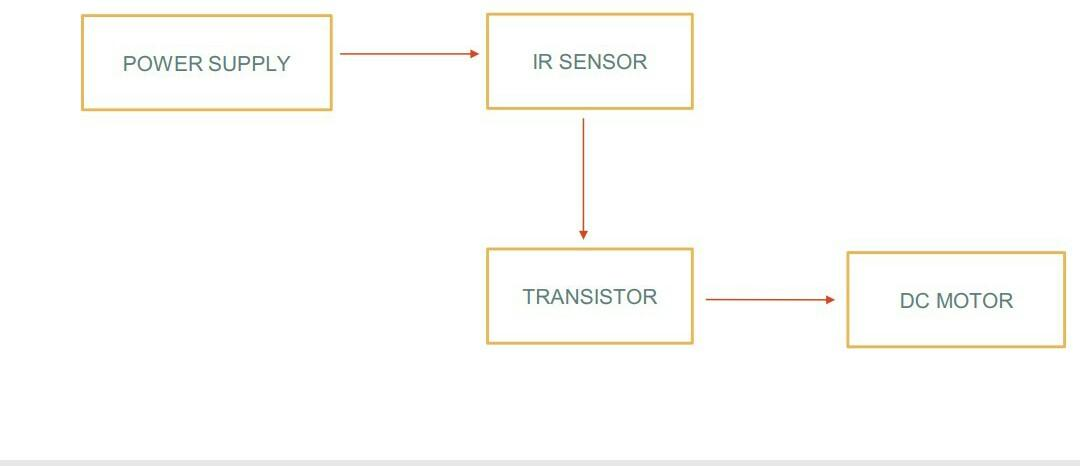 POWER SUPPLY
IR SENSOR
TRANSISTOR
DC MOTOR